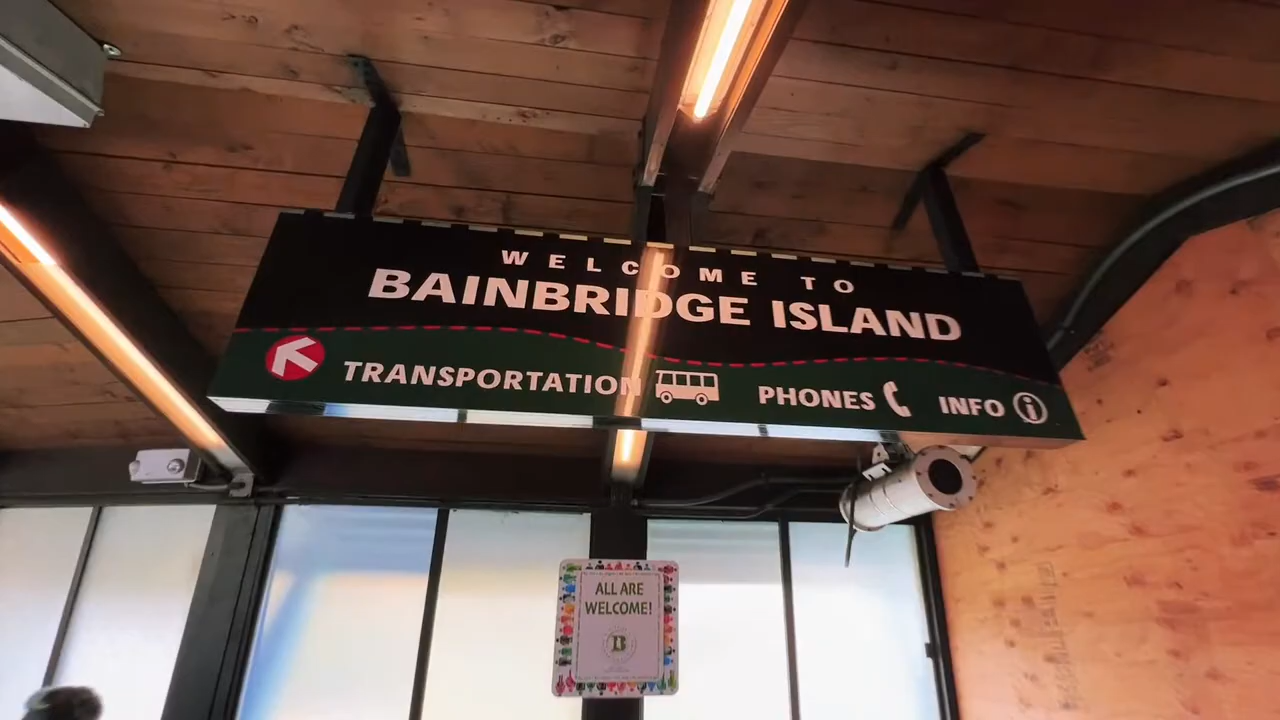 WELCOME TO
BAINBRIDGE ISLAND
TRANSPORTATION PHONES INFO i
ALL ARE
WELCOME!
B